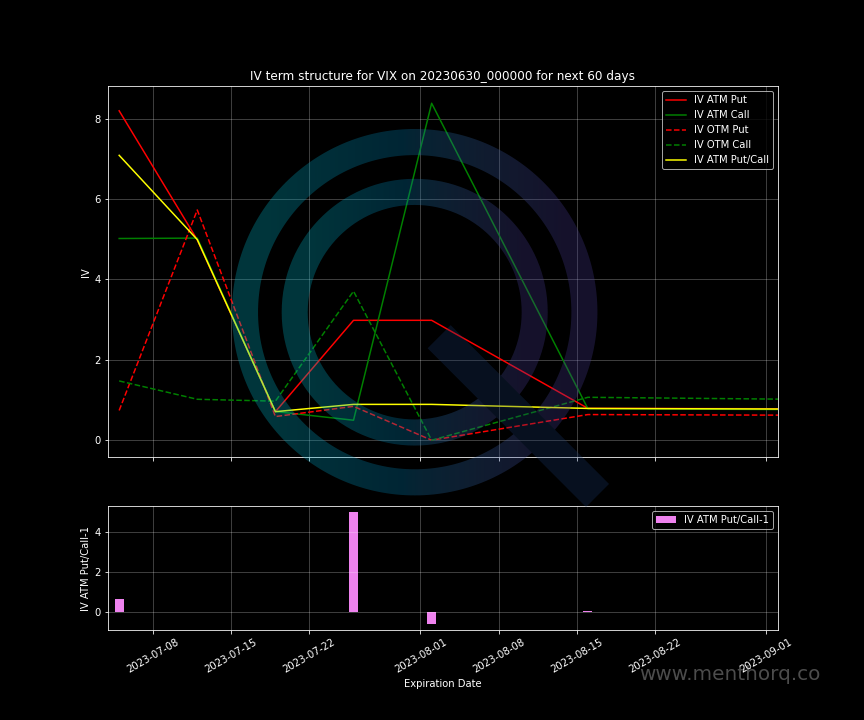 IV term structure for VIX on 20230630_000000 for next 60 days
IV ATM Put
IV ATM Call
IV OTM Put
IV OTM Call
IV ATM Put/Call
8
6
4
2
0
IV
IV ATM Put/Call-1
4
2
0
IV ATM Put/Call-1
2023-07-08
2023-07-15
2023-07-22
2023-08-01
2023-08-08
2023-08-15
2023-08-22
2023-09-01
Expiration Date
www.menthorq.co